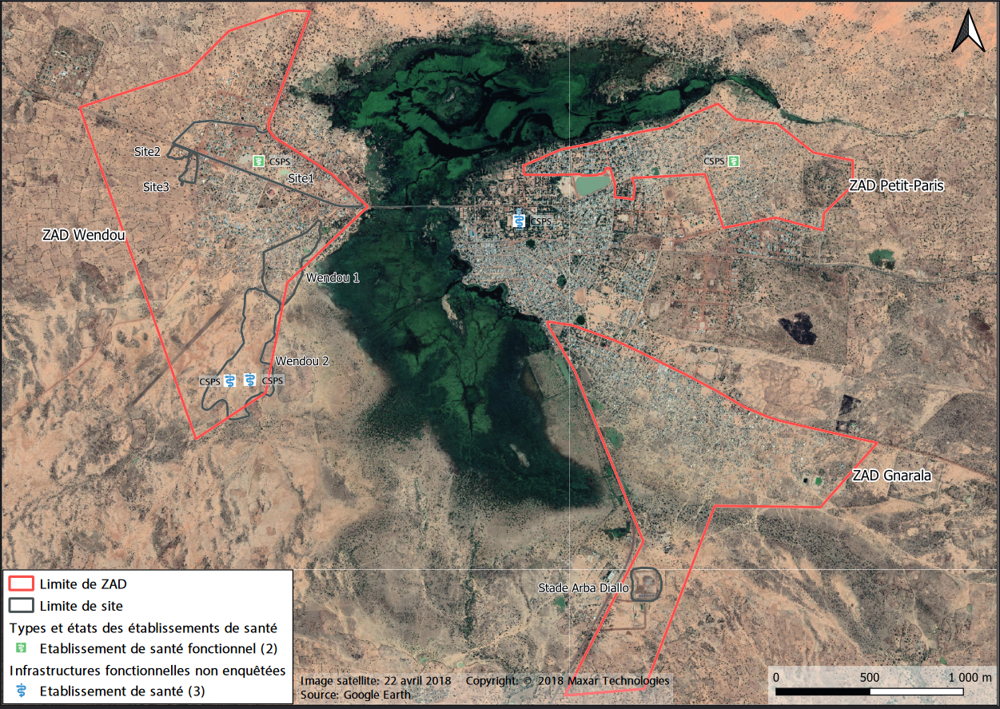 Site2
CSPS
Site1
Site3
CSPS
ZAD Petit-Paris
CSPS
ZAD Wendou
Wendou 1
Wendou 2
CSPS
CSPS
ZAD Gnarala
Stade Arba Diallo
Limite de ZAD
Limite de site
Types et états des établissements de santé
Etablissement de santé fonctionnel (2)
Infrastructures fonctionnelles non enquêtées
Etablissement de santé (3)
Image satellite: 22 avril 2018 Copyright: © 2018 Maxar Technologies
Source: Google Earth
0 500 1 000 m